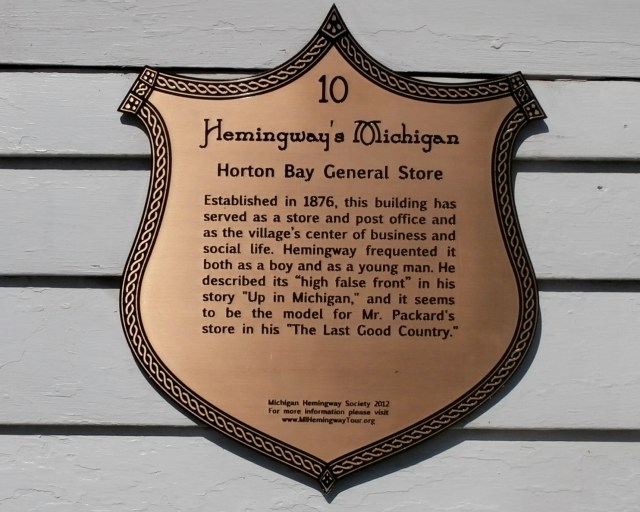 10
Hemingway's Michigan
Horton Bay General Store
Established in 1876, this building has
served as a store and post office and
as the village's center of business and
social life. Hemingway frequented it
both as a boy and as a young man. He
described its "high false front" in his
story "Up in Michigan," and it seems
to be the model for Mr. Packard's
store in his "The Last Good Country."
Michigan Hemingway Society 2012
For more information please visit
www.MIHemingwayTour.org